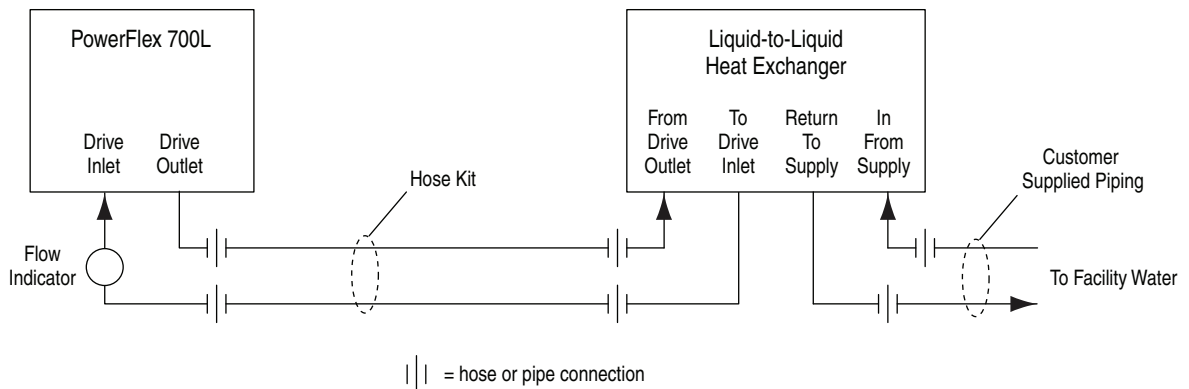 PowerFlex 700L
Drive
Inlet
Drive
Outlet
Liquid-to-Liquid
Heat Exchanger
From
Drive
Outlet
To
Drive
Inlet
Return
To
Supply
In
From
Supply
Hose Kit
Customer
Supplied Piping
Flow
Indicator
To Facility Water
= hose or pipe connection